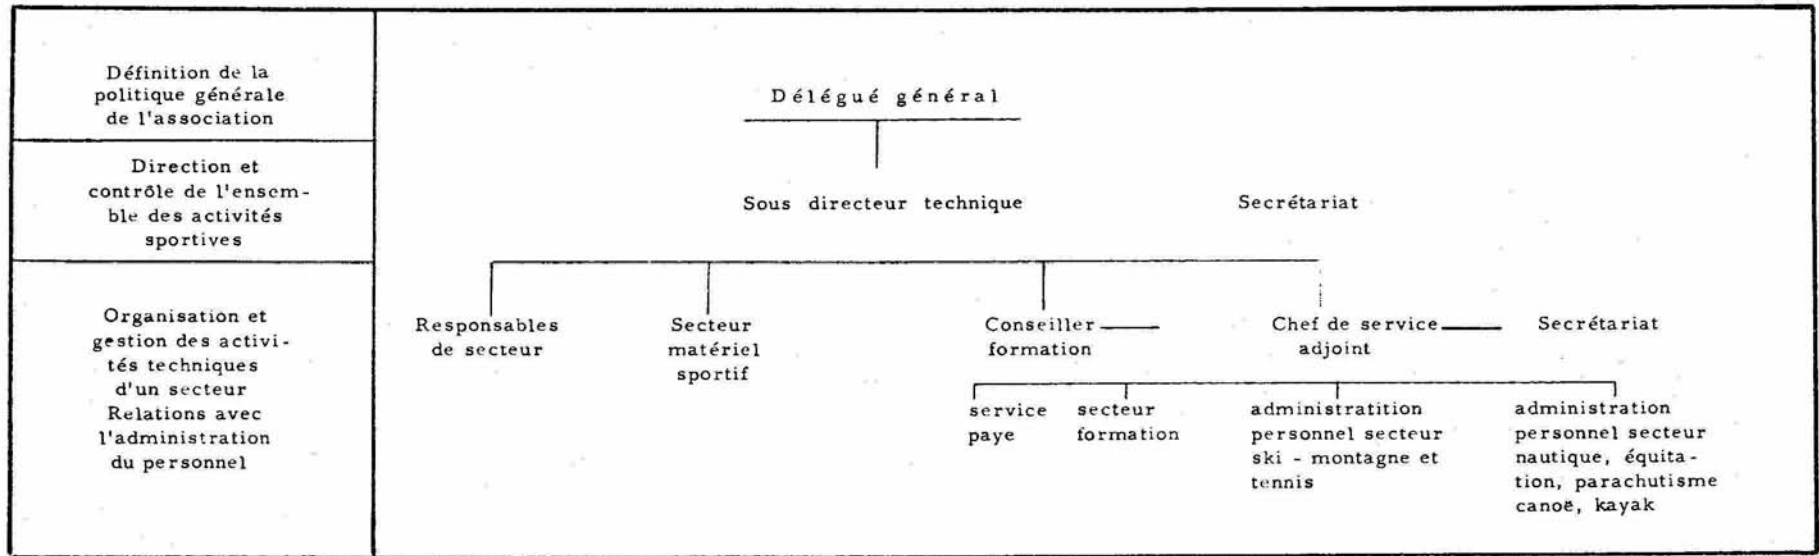 Définition de la
politique générale
de l'association
Délégué général
Direction et
contrôle de l'ensem-
ble des activités
sportives
Sous directeur technique
Secrétariat
Organisation et
gestion des activi-
tés techniques
d'un secteur
Relations avec
l'administration
du personnel
Responsables
de secteur
Secteur
matériel
sportif
Conseiller
formation
Chef de service
adjoint
Secrétariat
service
paye
secteur
formation
administratition
personnel secteur
ski - montagne et
tennis
administration
personnel secteur
nautique, équita-
tion, parachutisme
canoë, kayak